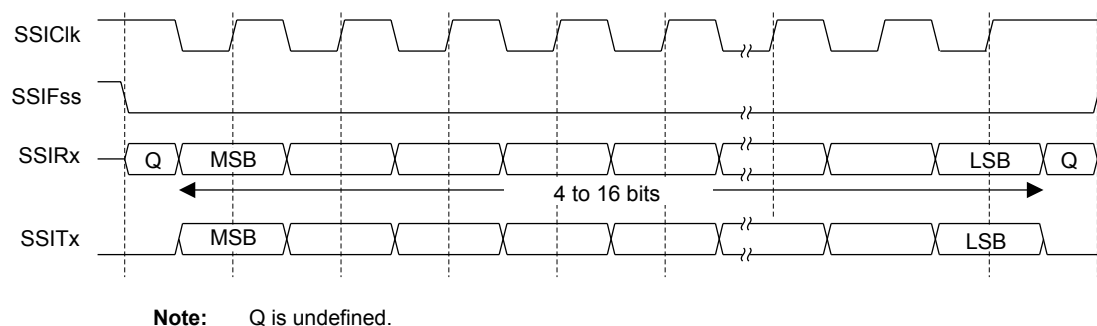 SSIClk
SSIFss
SSIRx Q MSB LSB Q
4 to 16 bits
SSITx MSB LSB
Note: Q is undefined.